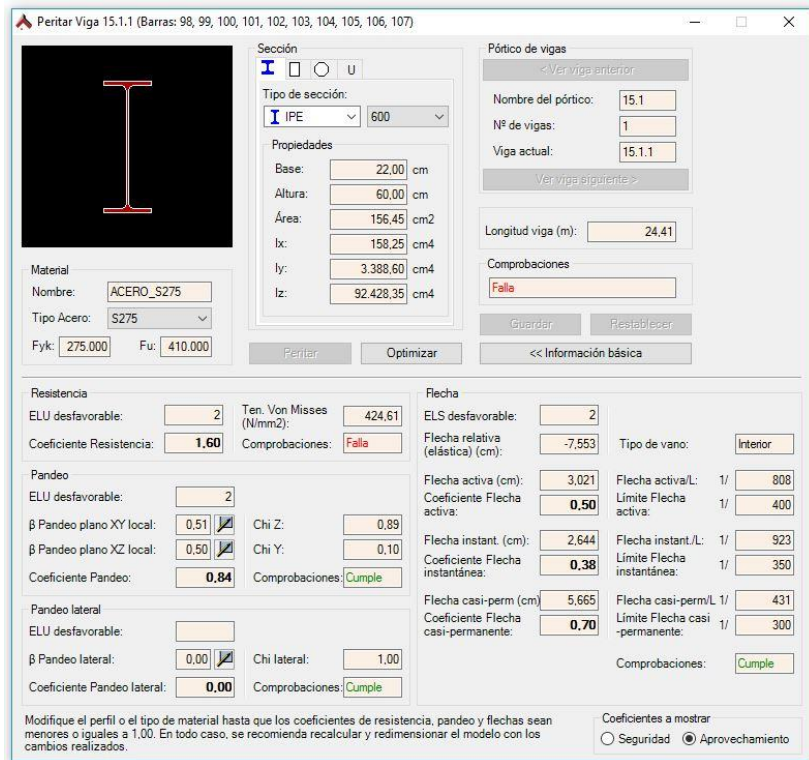 Peritar Viga 15.1.1 (Barras: 98, 99, 100, 101, 102, 103, 104, 105, 106, 107)
Sección
U
Tipo de sección:
IPE 600
Propiedades
Base: 22,00 cm
Altura: 60,00 cm
Área: 156,45 cm2
Ix: 158,25 cm4
Iy: 3.388,60 cm4
Iz: 92.428,35 cm4
Pórtico de vigas
< Ver viga anterior
Nombre del pórtico: 15.1
Nº de vigas: 1
Viga actual: 15.1.1
Ver viga siguiente >
Longitud viga (m): 24,41
Material
Nombre: ACERO_S275
Tipo Acero: S275
Fyk: 275.000 Fu: 410.000
Comprobaciones
Falla
Guardar Restablecer
Peritar Optimizar << Información básica
Resistencia
ELU desfavorable: 2
Ten. Von Misses (N/mm2): 424,61
Coeficiente Resistencia: 1,60 Comprobaciones: Falla
Pandeo
ELU desfavorable: 2
β Pandeo plano XY local: 0,51 Chi Z: 0,89
β Pandeo plano XZ local: 0,50 Chi Y: 0,10
Coeficiente Pandeo: 0,84 Comprobaciones: Cumple
Pandeo lateral
ELU desfavorable:
β Pandeo lateral: 0,00 Chi lateral: 1,00
Coeficiente Pandeo lateral: 0,00 Comprobaciones: Cumple
Flecha
ELS desfavorable: 2
Flecha relativa (elástica) (cm): -7,553 Tipo de vano: Interior
Flecha activa (cm): 3,021 Flecha activa/L: 1/ 808
Coeficiente Flecha activa: 0,50 Límite Flecha activa: 1/ 400
Flecha instant. (cm): 2,644 Flecha instant./L: 1/ 923
Coeficiente Flecha instantánea: 0,38 Límite Flecha instantánea: 1/ 350
Flecha casi-perm (cm) 5,665 Flecha casi-perm/L 1/ 431
Coeficiente Flecha casi-permanente: 0,70 Límite Flecha casi -permanente: 1/ 300
Comprobaciones: Cumple
Modifique el perfil o el tipo de material hasta que los coeficientes de resistencia, pandeo y flechas sean
menores o iguales a 1,00. En todo caso, se recomienda recalcular y redimensionar el modelo con los
cambios realizados.
Coeficientes a mostrar
Seguridad Aprovechamiento